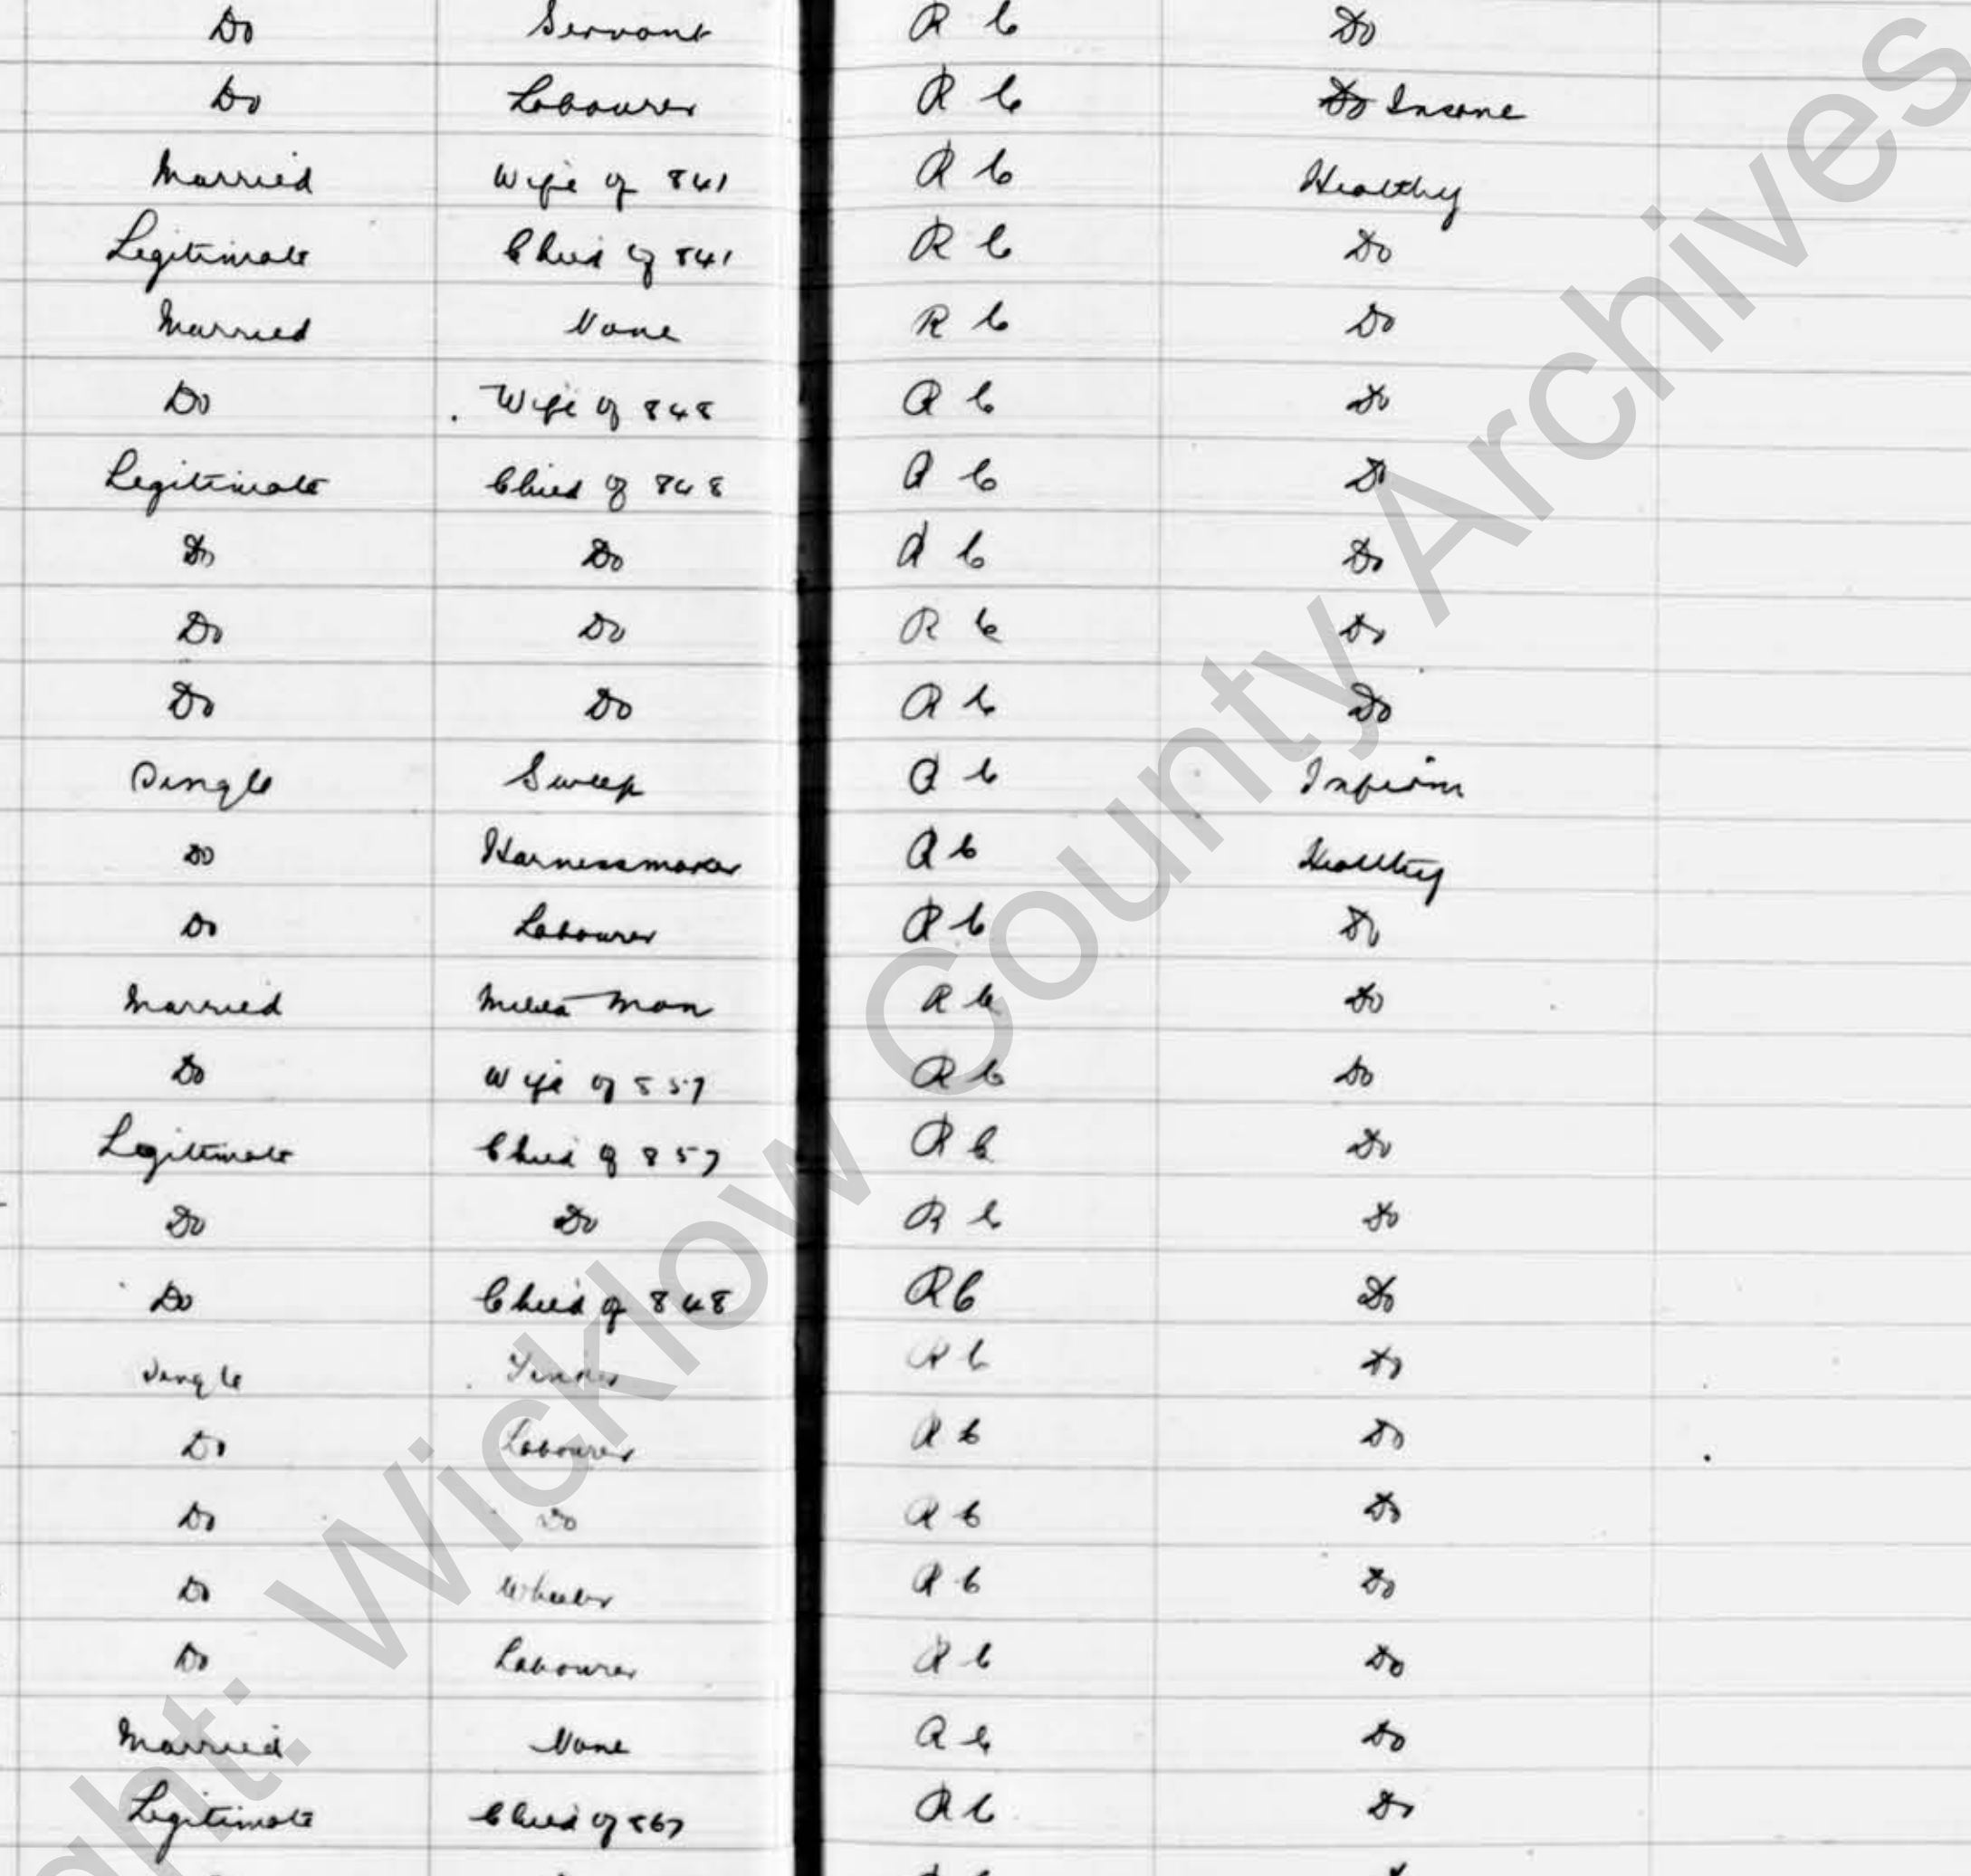 Do Servant R C Do
Do Labourer R C Do Insane
Married Wife of 841 R C Healthy
Legitimate Child of 841 R C Do
Married None R C Do
Do Wife of 848 R C Do
Legitimate Child of 848 R C Do
Do Do R C Do
Do Do R C Do
Do Do R C Do
Single Sweep R C Infirm
Do Harnessmaker R C Healthy
Do Labourer R C Do
Married Militia Man R C Do
Do Wife of 857 R C Do
Legitimate Child of 857 R C Do
Do Do R C Do
Do Child of 848 R C Do
Single R C Do
Do Labourer R C Do
Do Do R C Do
Do Wheeler R C Do
Do Labourer R C Do
Married None R C Do
Legitimate Child of 867 R C Do
ght: Wicklow County Archives